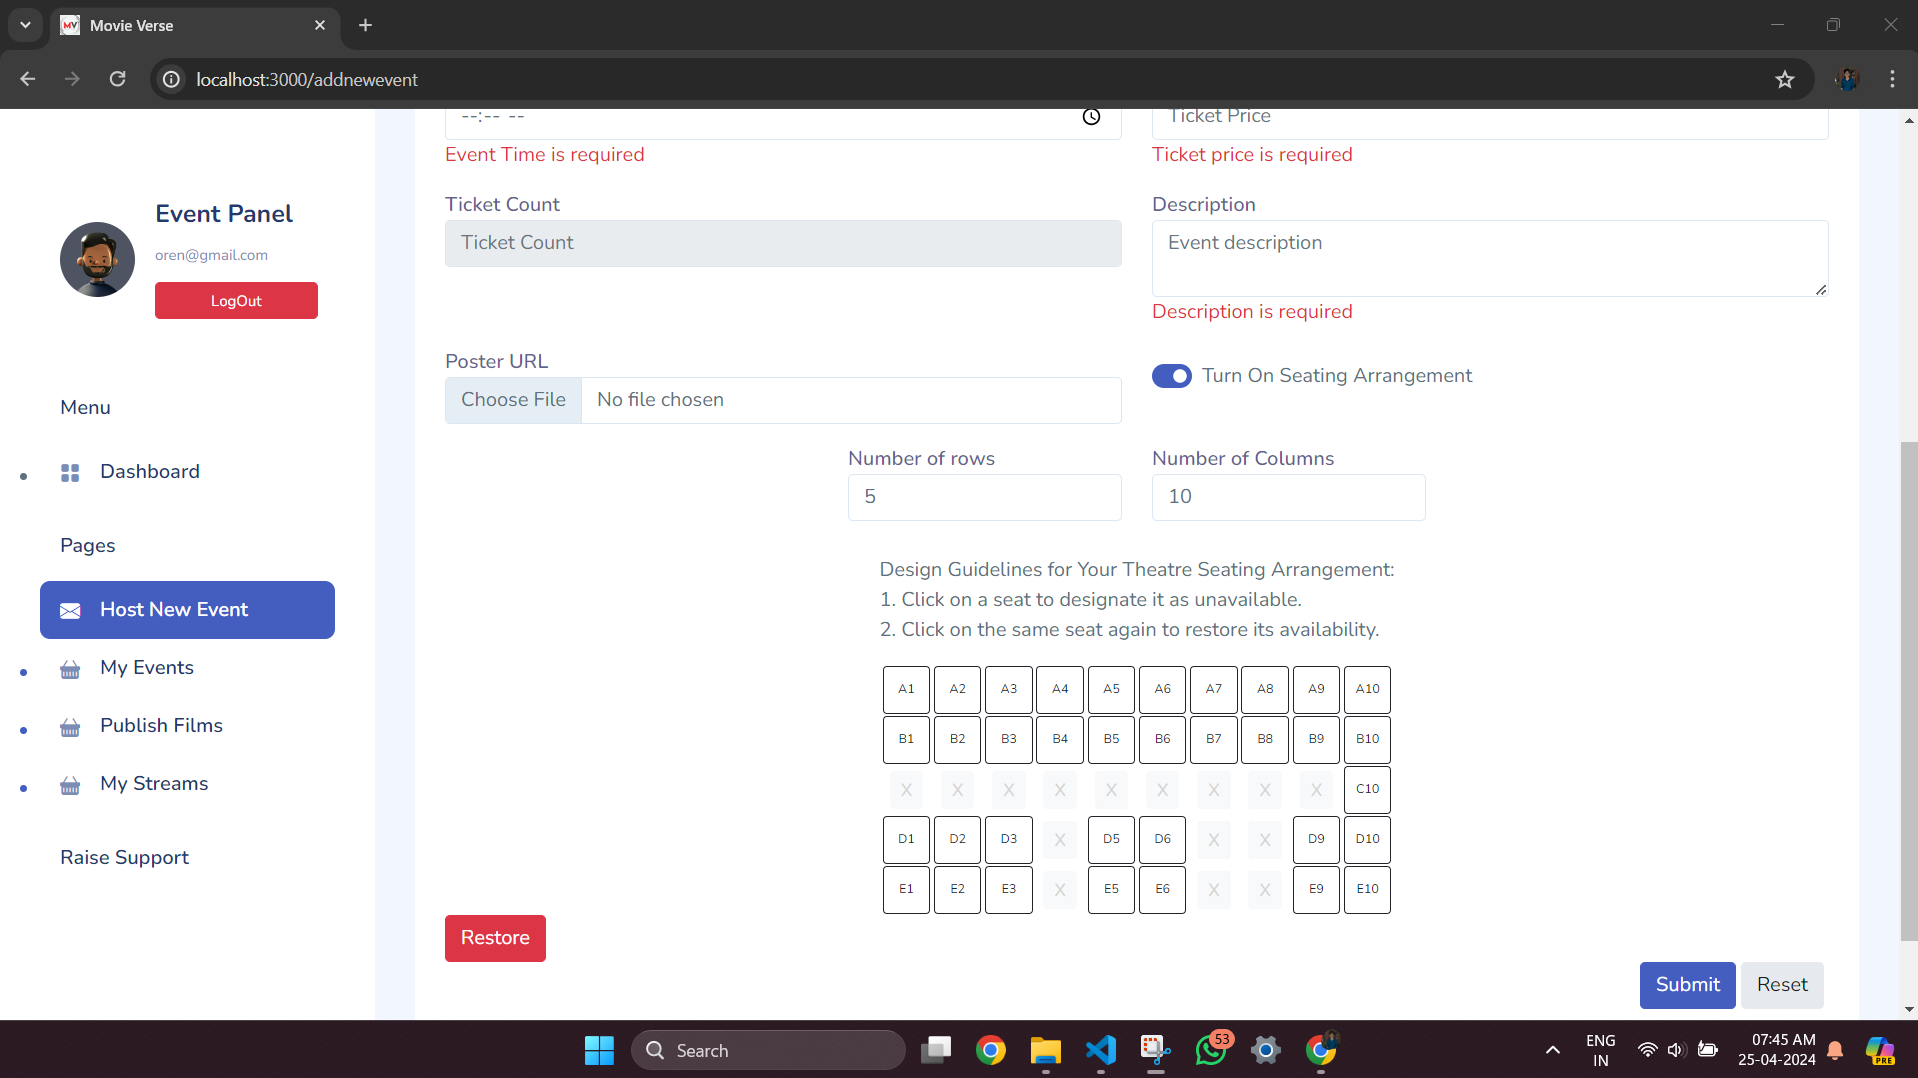 Movie Verse
localhost:3000/addnewevent
--:-- --
Ticket Price
Event Time is required
Ticket price is required
Event Panel
oren@gmail.com
LogOut
Ticket Count
Ticket Count
Description
Event description
Description is required
Poster URL
Choose File No file chosen
Turn On Seating Arrangement
Menu
Dashboard
Pages
Host New Event
My Events
Publish Films
My Streams
Raise Support
Number of rows
5
Number of Columns
10
Design Guidelines for Your Theatre Seating Arrangement:
1. Click on a seat to designate it as unavailable.
2. Click on the same seat again to restore its availability.
A1 A2 A3 A4 A5 A6 A7 A8 A9 A10
B1 B2 B3 B4 B5 B6 B7 B8 B9 B10
X X X X X X X X X C10
D1 D2 D3 X D5 D6 X X D9 D10
E1 E2 E3 X E5 E6 X X E9 E10
Restore
Submit Reset
Search
53
ENG
IN
07:45 AM
25-04-2024
PRE
MV